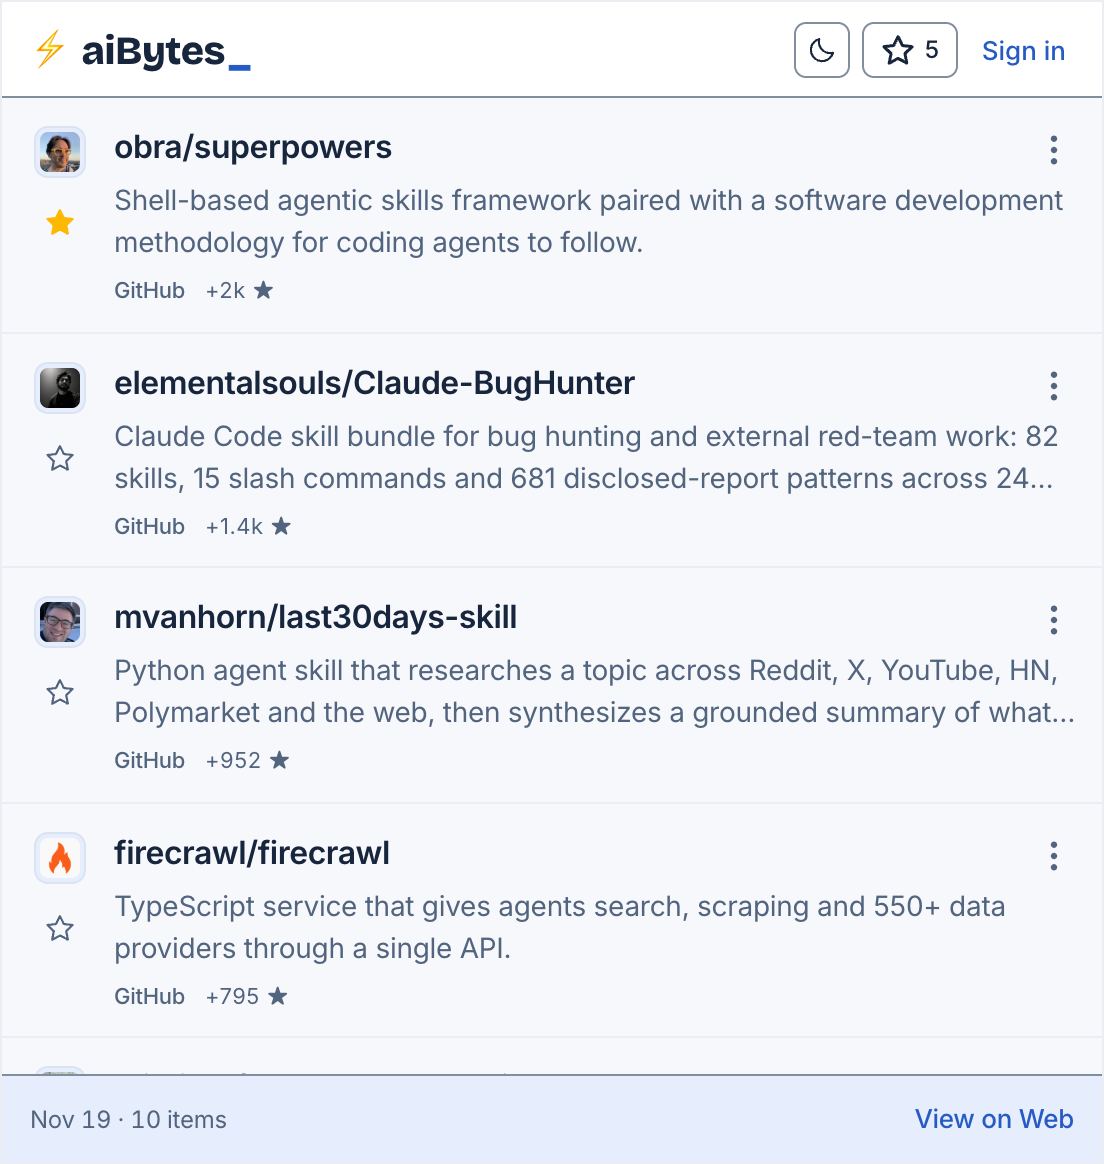 aiBytes_
5
Sign in
obra/superpowers
Shell-based agentic skills framework paired with a software development
methodology for coding agents to follow.
GitHub +2k ★
elementalsouls/Claude-BugHunter
Claude Code skill bundle for bug hunting and external red-team work: 82
skills, 15 slash commands and 681 disclosed-report patterns across 24...
GitHub +1.4k ★
mvanhorn/last30days-skill
Python agent skill that researches a topic across Reddit, X, YouTube, HN,
Polymarket and the web, then synthesizes a grounded summary of what...
GitHub +952 ★
firecrawl/firecrawl
TypeScript service that gives agents search, scraping and 550+ data
providers through a single API.
GitHub +795 ★
Nov 19 · 10 items
View on Web